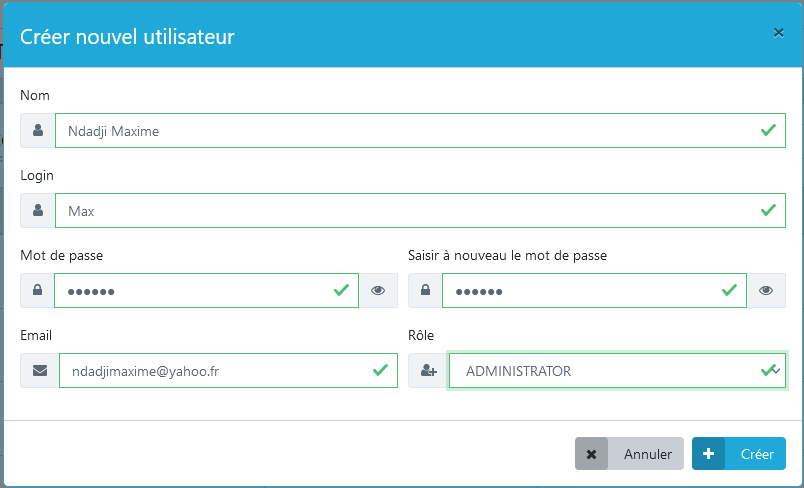 Créer nouvel utilisateur
Nom
Ndadji Maxime
Login
Max
Mot de passe
Saisir à nouveau le mot de passe
••••••
••••••
Email
Rôle
ndadjimaxime@yahoo.fr
ADMINISTRATOR
Annuler
Créer